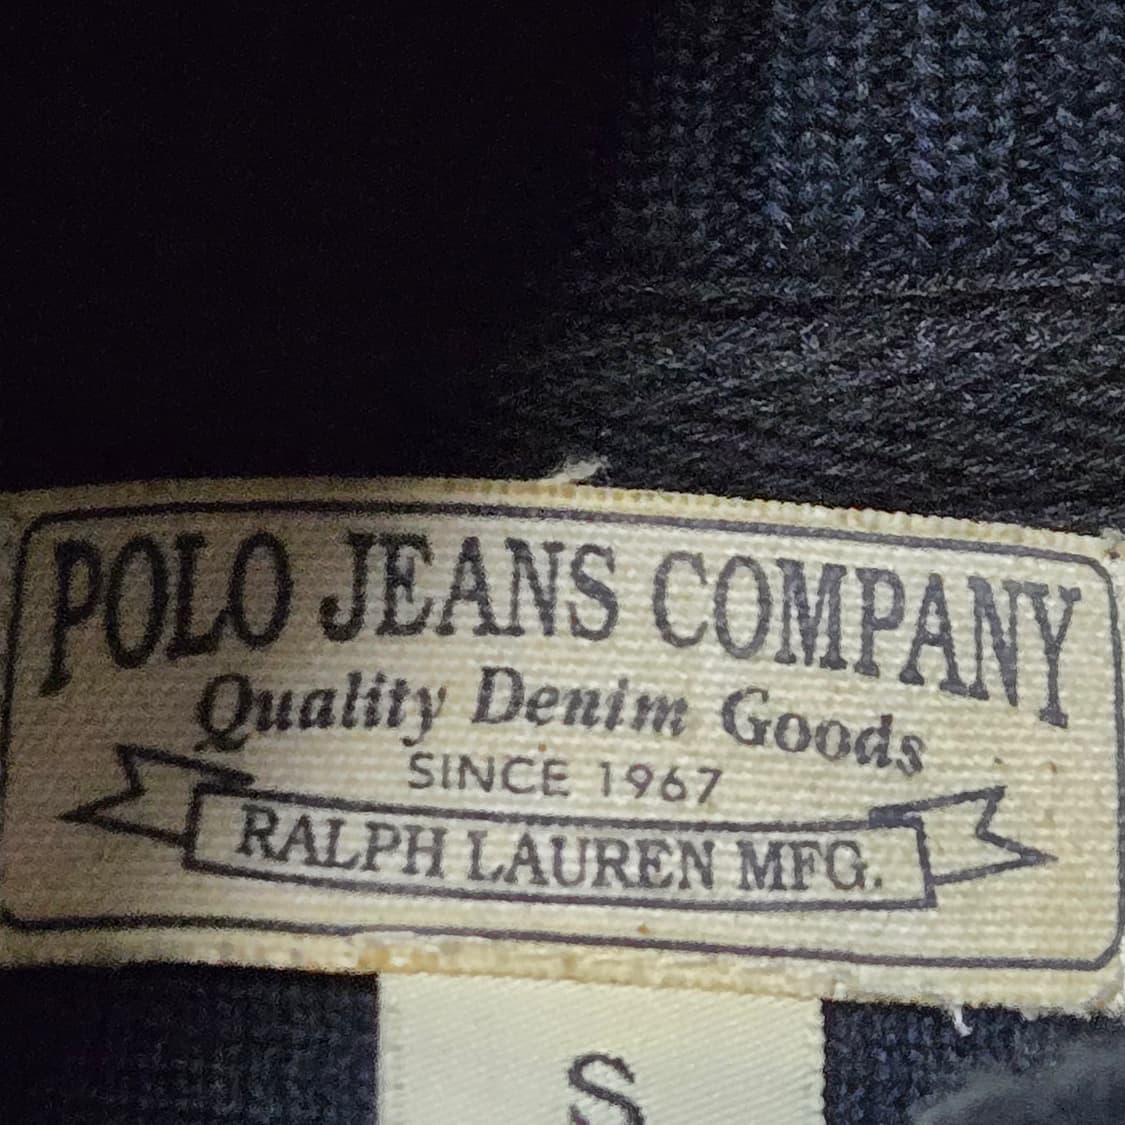 POLO JEANS COMPANY
Quality Denim Goods
SINCE 1967
RALPH LAUREN MFG.
S